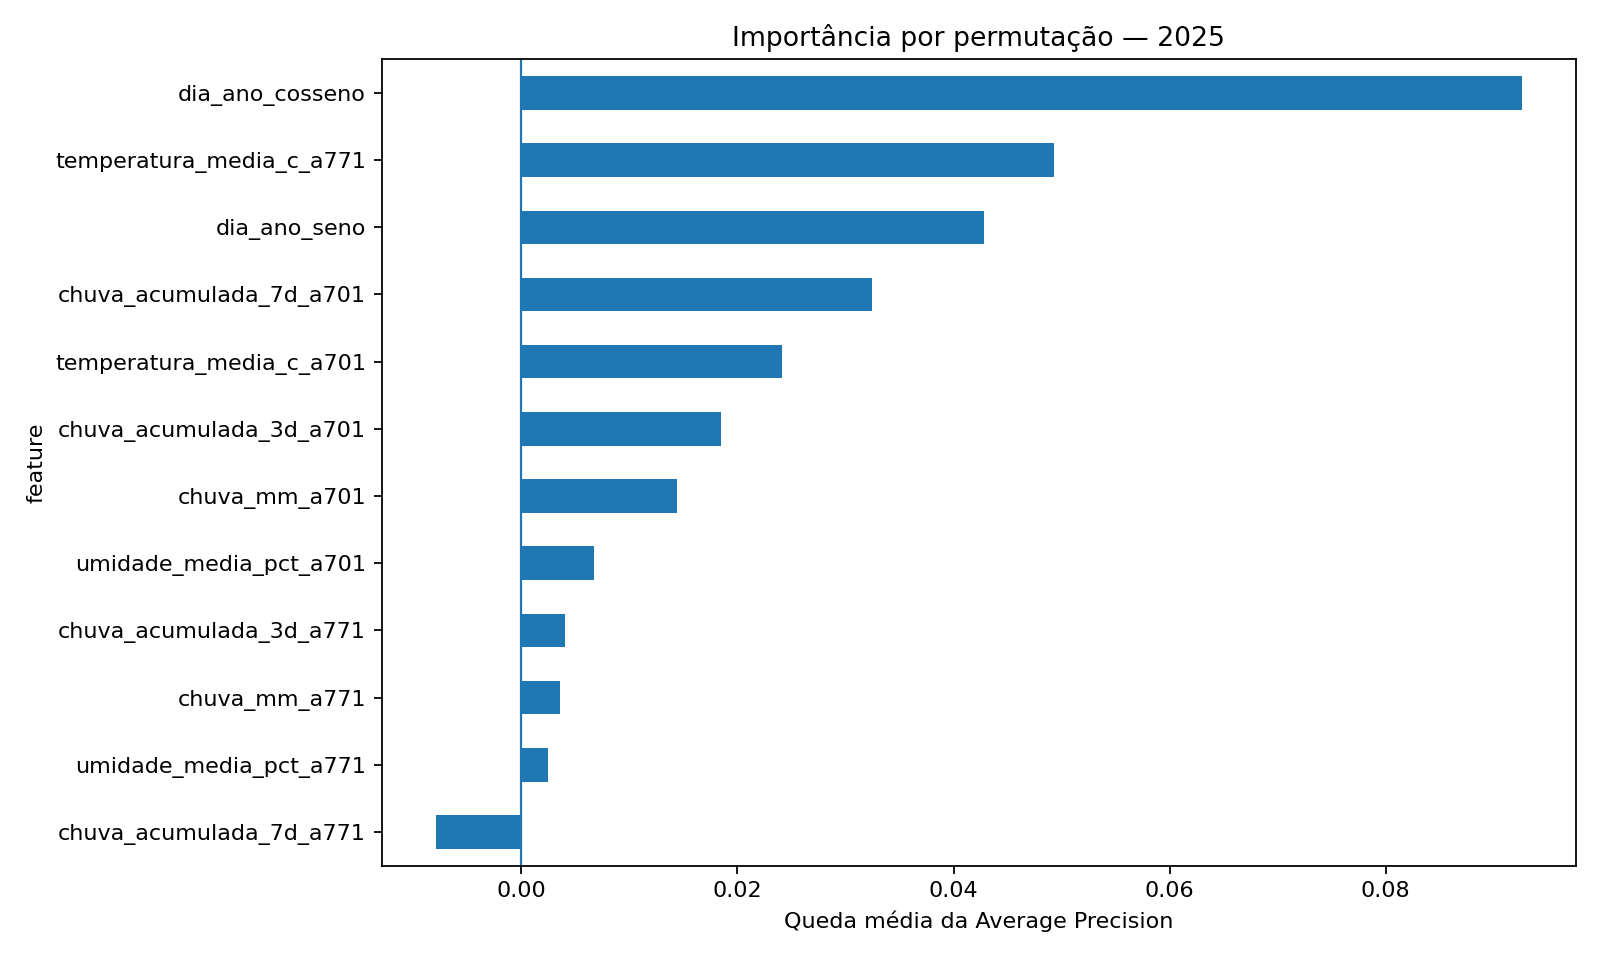 Importância por permutação — 2025
dia_ano_cosseno
temperatura_media_c_a771
dia_ano_seno
chuva_acumulada_7d_a701
temperatura_media_c_a701
chuva_acumulada_3d_a701
chuva_mm_a701
umidade_media_pct_a701
chuva_acumulada_3d_a771
chuva_mm_a771
umidade_media_pct_a771
chuva_acumulada_7d_a771
feature
0.00 0.02 0.04 0.06 0.08
Queda média da Average Precision